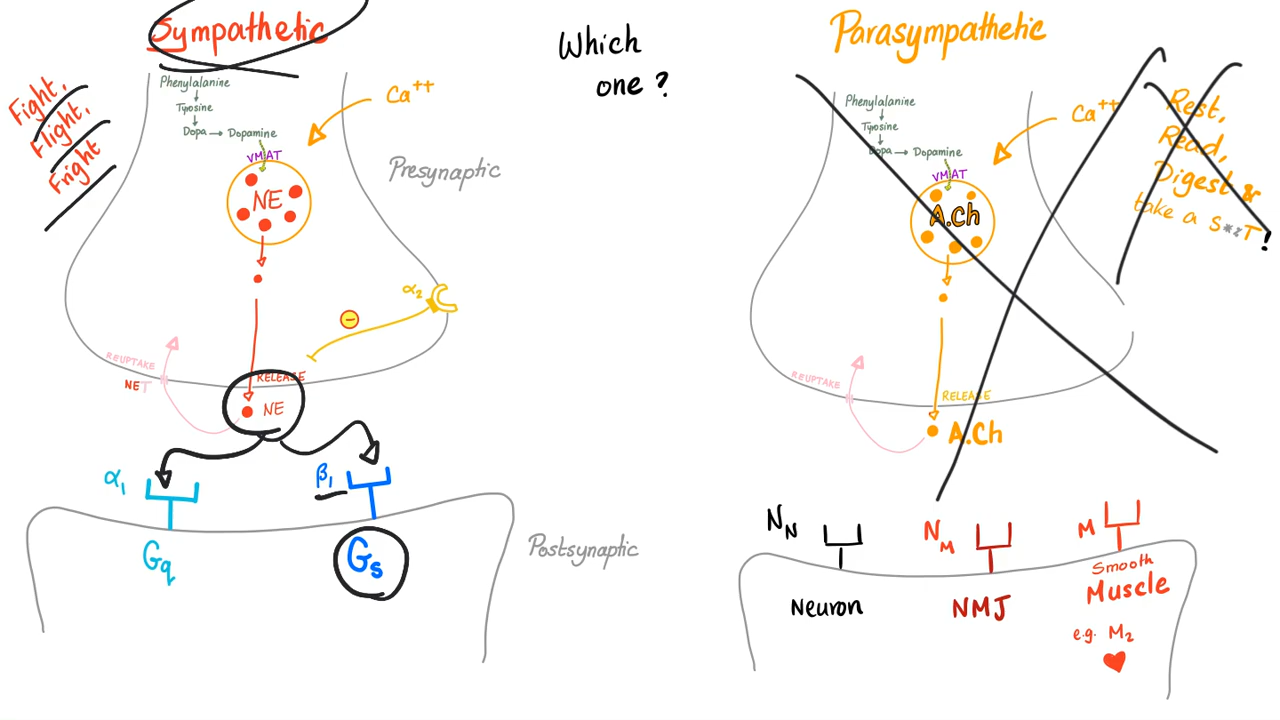 Sympathetic
Fight,
Flight,
Fright
Phenylalanine
Tyrosine
Dopa → Dopamine
VMAT
Ca++
NE
Presynaptic
α2
−
REUPTAKE
NET
RELEASE
NE
α1
β1
Gq
Gs
Postsynaptic
Which
one?
Parasympathetic
Phenylalanine
Tyrosine
Dopa → Dopamine
VMAT
Ca++
A.Ch
Rest,
Read,
Digest &
take a S**T!
REUPTAKE
RELEASE
A.Ch
NN
NM
M
Neuron
NMJ
Smooth
Muscle
e.g. M2